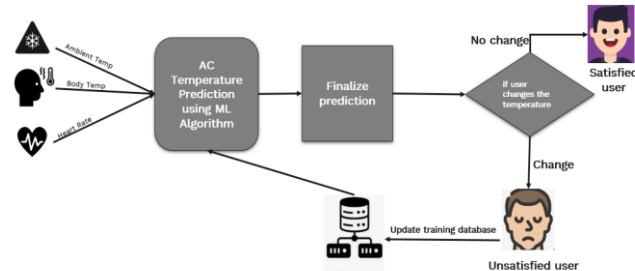 Ambient Temp
Body Temp
Heart Rate
AC
Temperature
Prediction
using ML
Algorithm
Finalize
prediction
if user
changes the
temperature
No change
Satisfied
user
Change
Unsatisfied user
Update training database